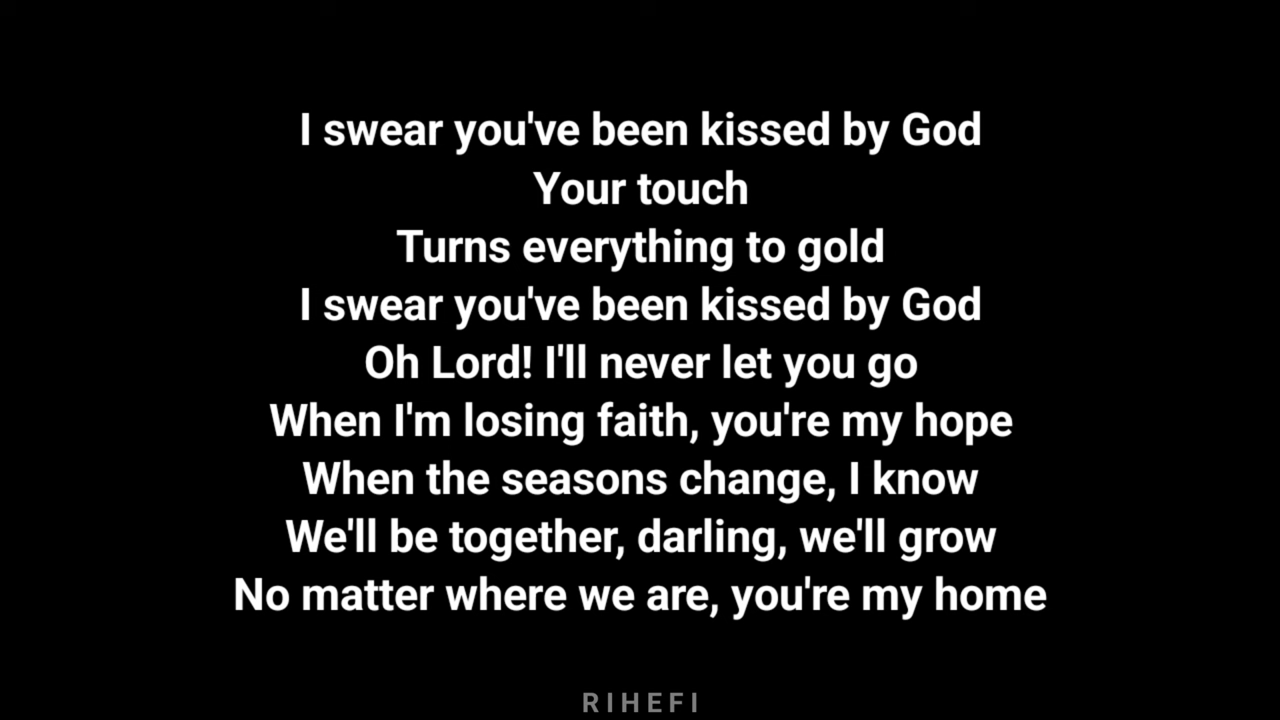 I swear you've been kissed by God
Your touch
Turns everything to gold
I swear you've been kissed by God
Oh Lord! I'll never let you go
When I'm losing faith, you're my hope
When the seasons change, I know
We'll be together, darling, we'll grow
No matter where we are, you're my home
RIHEFI